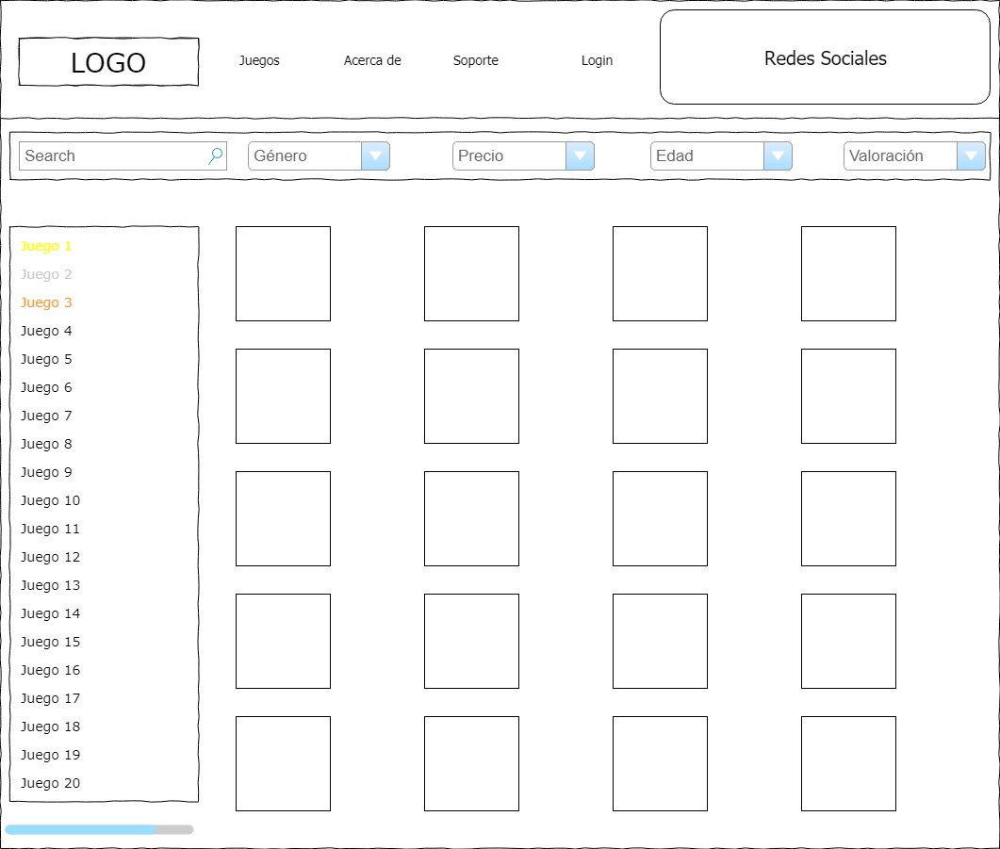 LOGO
Juegos
Acerca de
Soporte
Login
Redes Sociales
Search
Género
Precio
Edad
Valoración
Juego 1
Juego 2
Juego 3
Juego 4
Juego 5
Juego 6
Juego 7
Juego 8
Juego 9
Juego 10
Juego 11
Juego 12
Juego 13
Juego 14
Juego 15
Juego 16
Juego 17
Juego 18
Juego 19
Juego 20